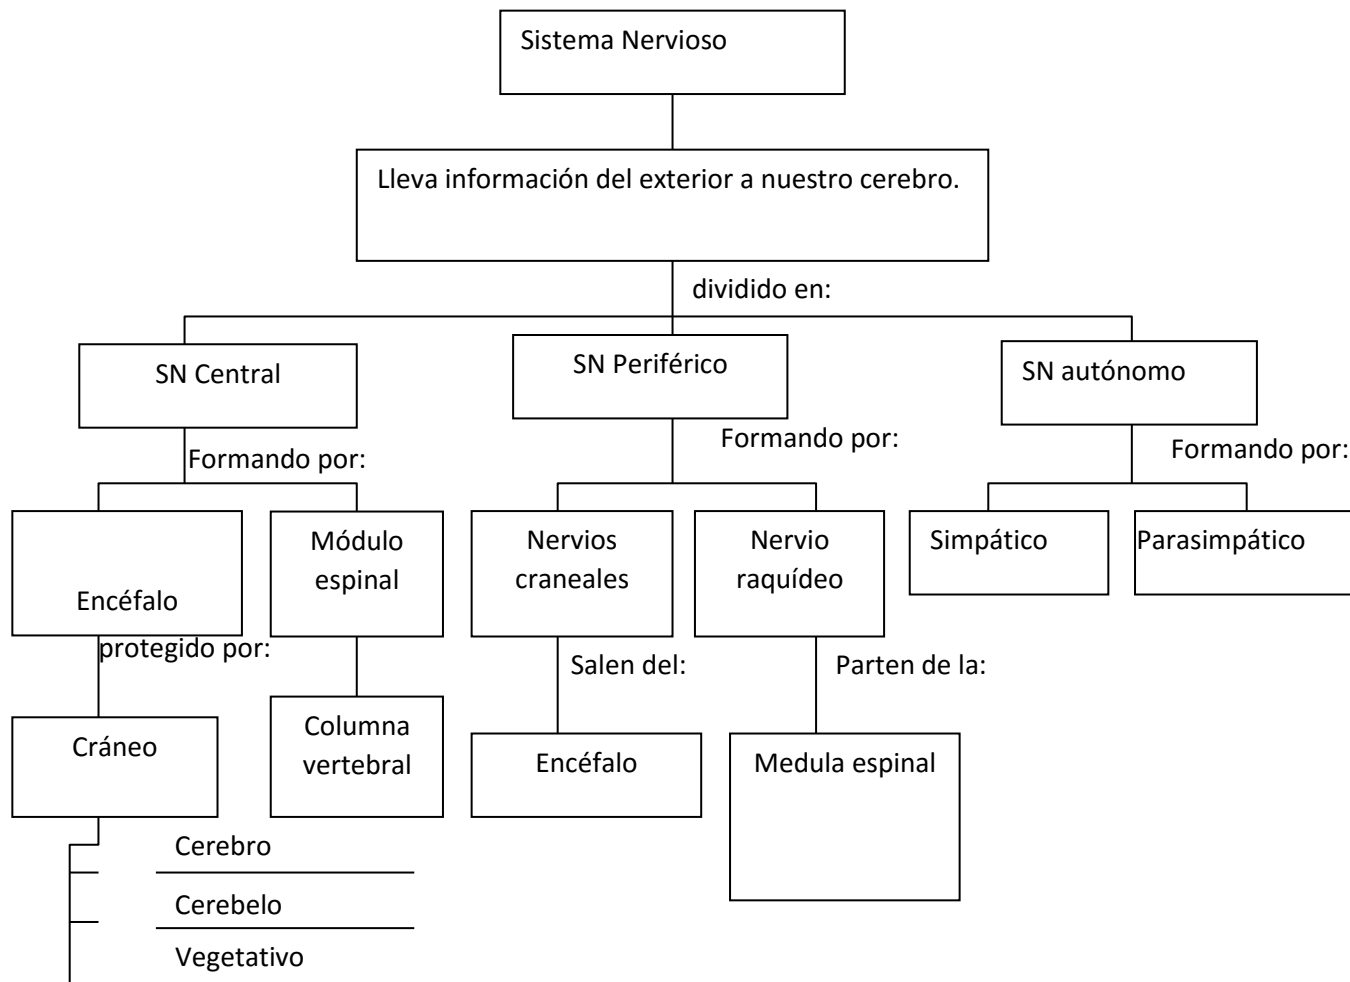 Sistema Nervioso
Lleva información del exterior a nuestro cerebro.
dividido en:
SN Central
SN Periférico
SN autónomo
Formando por:
Formando por:
Formando por:
Encéfalo
Módulo
espinal
Nervios
craneales
Nervio
raquídeo
Simpático
Parasimpático
protegido por:
Salen del:
Parten de la:
Cráneo
Columna
vertebral
Encéfalo
Medula espinal
Cerebro
Cerebelo
Vegetativo